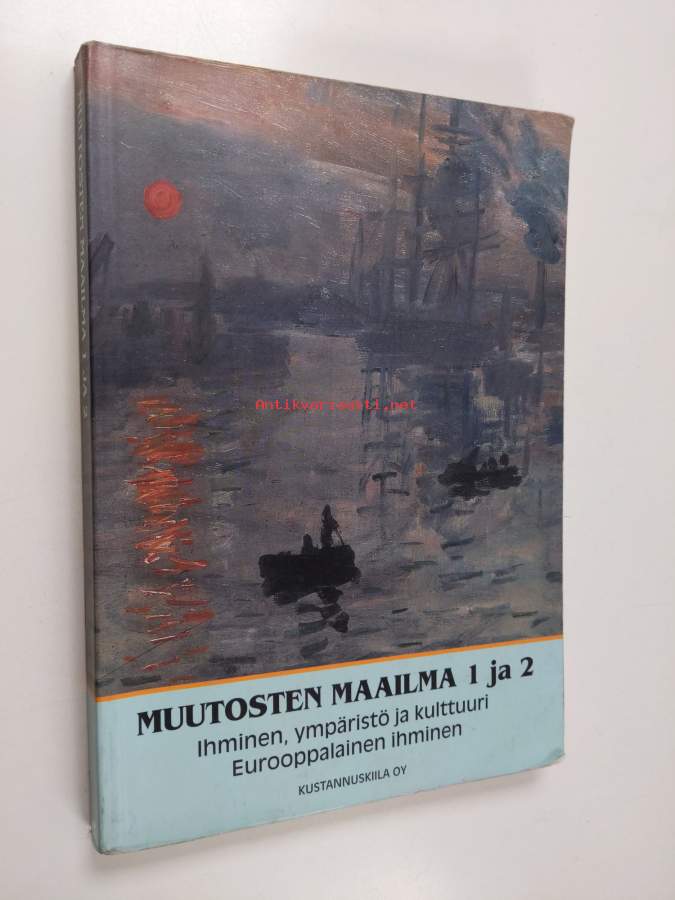 MUUTOSTEN MAAILMA 1 JA 2
Antikvariaatti.net
MUUTOSTEN MAAILMA 1 ja 2
Ihminen, ympäristö ja kulttuuri
Eurooppalainen ihminen
KUSTANNUSKIILA OY